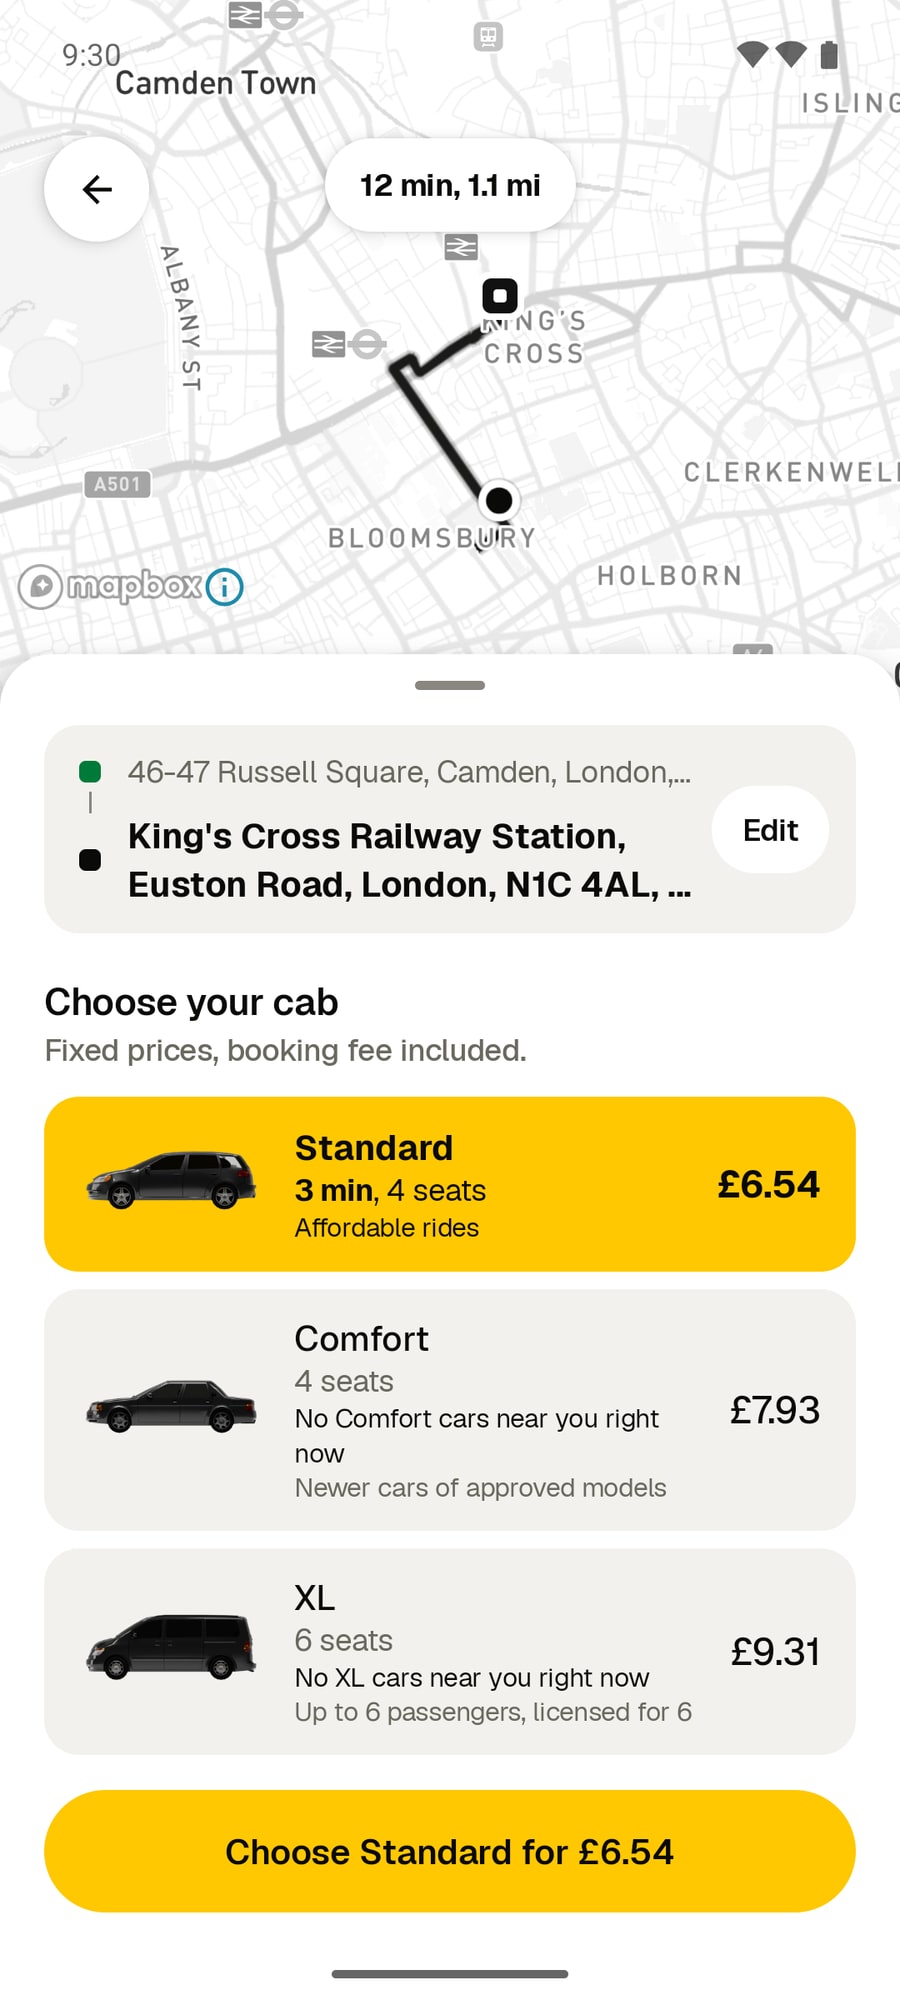 9:30
Camden Town
ISLING
12 min, 1.1 mi
ALBANY ST
KING'S
CROSS
A501
CLERKENWELL
BLOOMSBURY
HOLBORN
mapbox
46-47 Russell Square, Camden, London,...
King's Cross Railway Station,
Euston Road, London, N1C 4AL, ...
Edit
Choose your cab
Fixed prices, booking fee included.
Standard
3 min, 4 seats
Affordable rides
£6.54
Comfort
4 seats
No Comfort cars near you right
now
Newer cars of approved models
£7.93
XL
6 seats
No XL cars near you right now
Up to 6 passengers, licensed for 6
£9.31
Choose Standard for £6.54